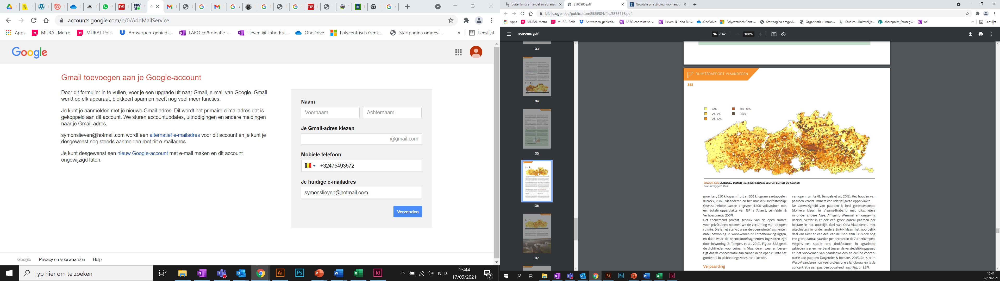 accounts.google.com/b/0/AddMailService
Apps
MURAL Metro
MURAL Polis
Antwerpen_gebieds...
LABO coördinatie -...
Lieven @ Labo Rui...
OneDrive
Polycentrisch Gent-...
Startpagina omgevi...
»
Leeslijst
Google
Gmail toevoegen aan je Google-account
Door dit formulier in te vullen, voer je een upgrade uit naar Gmail, e-mail van Google. Gmail
werkt op elk apparaat, blokkeert spam en heeft nog veel meer functies.
Je kunt je aanmelden met je nieuwe Gmail-adres. Dit wordt het primaire e-mailadres dat is
gekoppeld aan dit account. We sturen accountupdates, uitnodigingen en andere meldingen
naar je Gmail-adres.
symonslieven@hotmail.com wordt een alternatief e-mailadres voor dit account en je kunt je
desgewenst nog steeds aanmelden met dit e-mailadres.
Je kunt desgewenst een nieuw Google-account met e-mail maken en dit account
ongewijzigd laten.
Naam
Voornaam
Achternaam
Je Gmail-adres kiezen
@gmail.com
Mobiele telefoon
+32475493572
Je huidige e-mailadres
symonslieven@hotmail.com
Verzenden
Google
Privacy en voorwaarden
Help
Typ hier om te zoeken
NLD
15:44
17/09/2021
7
buitenlandse_handel_in_agrarisc
8585986.pdf
Grootste prijsstijging voor landb
biblio.ugent.be/publication/8585984/file/8585986.pdf
Apps
MURAL Metro
MURAL Polis
Antwerpen_gebieds...
LABO coördinatie -...
Lieven @ Labo Rui...
OneDrive
Polycentrisch Gent-...
Startpagina omgevi...
Organisatie - Intran...
Studies - Ruimtelijk...
sharepoint_Strategi...
oel
»
Leeslijst
8585986.pdf
36 / 42
100%
33
34
35
36
37
RUIMTERAPPORT VLAANDEREN
388
<2%
2%-5%
5%-10%
10%-40%
>40%
FIGUUR 8.36: AANDEEL TUINEN PER STATISTISCHE SECTOR BUITEN DE KERNEN
(Natuurrapport 2016)
groenten, 250 kilogram fruit en 506 kilogram aardappelen
(Merckx, 2012). Vlaanderen en het Brussels Hoofdstedelijk
Gewest hebben samen ongeveer 4.600 volkstuinen met
een totale oppervlakte van 137 ha (Allaert, Leinfelder &
Verhoestraete, 2007).
Het toenemend privaat gebruik van de open ruimte
voor privétuinen noemen we de vertuining van de open
ruimte. Die is het sterkst waar de openruimtefragmenten
nabij bewoning in woonkernen of lintbebouwing liggen,
en daar waar de openruimtefragmenten ingesloten zijn
door bewoning (B. Tempels et al., 2012). Figuur 8.36 geeft
de dichtheden voor tuinen in Vlaanderen weer en beves-
tigt dat de concentratie aan tuinen in de open ruimte het
grootst is in uitbreidingszones rond kernen.
Verpaarding
van open ruimte (B. Tempels et al., 2012). Het houden van
paarden vereist immers een relatief grote oppervlakte.
De aanwezigheid van paarden is heel geconcentreerd
(donkere kleur) in Vlaams-Brabant, met uitschieters
in onder andere Asse, Affligem, Wemmel en omgeving
Beersel. Verder is er ook een groot aantal paarden per
hectare in het oostelijk deel van Oost-Vlaanderen, met
uitschieters in onder andere Sint-Niklaas, het noordelijk
deel van Gent en een deel van Kruishoutem. Er is ook nog
een groot aantal paarden per hectare in de Zuiderkempen.
Volgens een studie rond drukfactoren in agrarische
gebieden is er een verband tussen de verstedelijkingsgraad
en het voorkomen van paardenweiden en dus de concen-
tratie aan paarden (Dugernier & Bomans, 2013). Zo is er in
West-Vlaanderen nog veel professionele landbouw en is de
concentratie aan paarden opvallend laag (Figuur 8.37).
15:44
17/09/2021